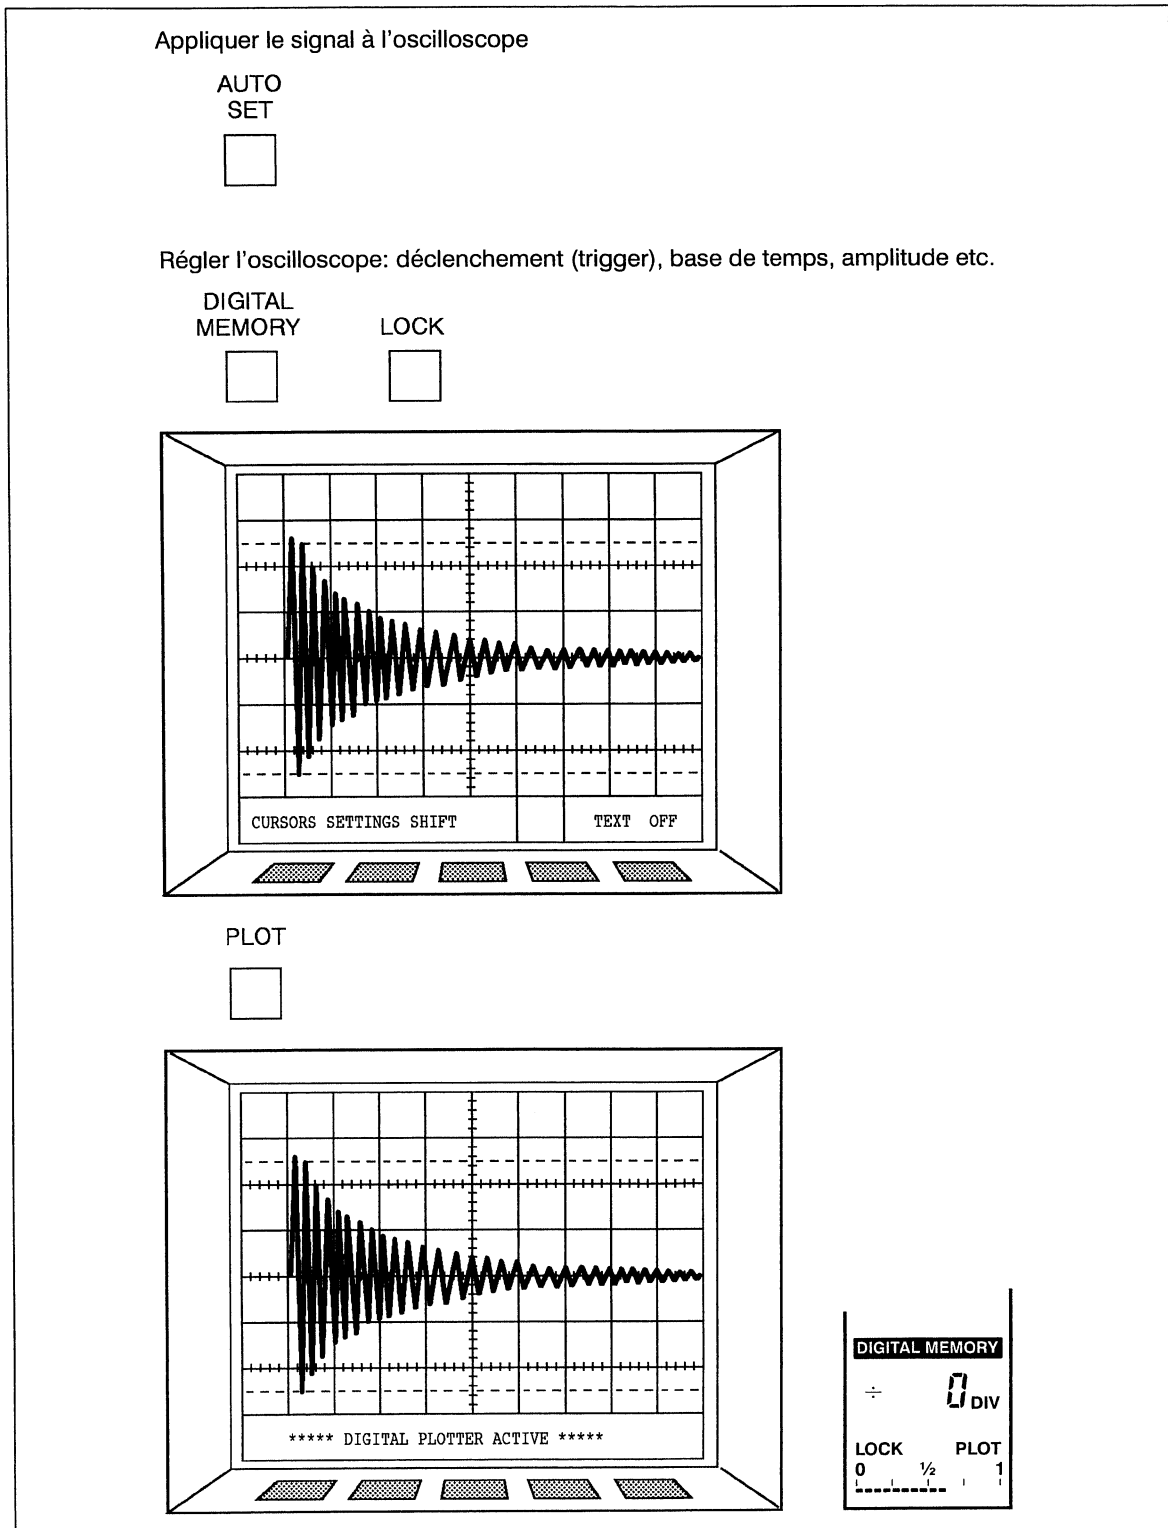 Appliquer le signal à l'oscilloscope
AUTO
SET
Régler l'oscilloscope: déclenchement (trigger), base de temps, amplitude etc.
DIGITAL
MEMORY
LOCK
CURSORS SETTINGS SHIFT TEXT OFF
PLOT
***** DIGITAL PLOTTER ACTIVE *****
DIGITAL MEMORY
÷ 0 DIV
LOCK PLOT
0 ½ 1